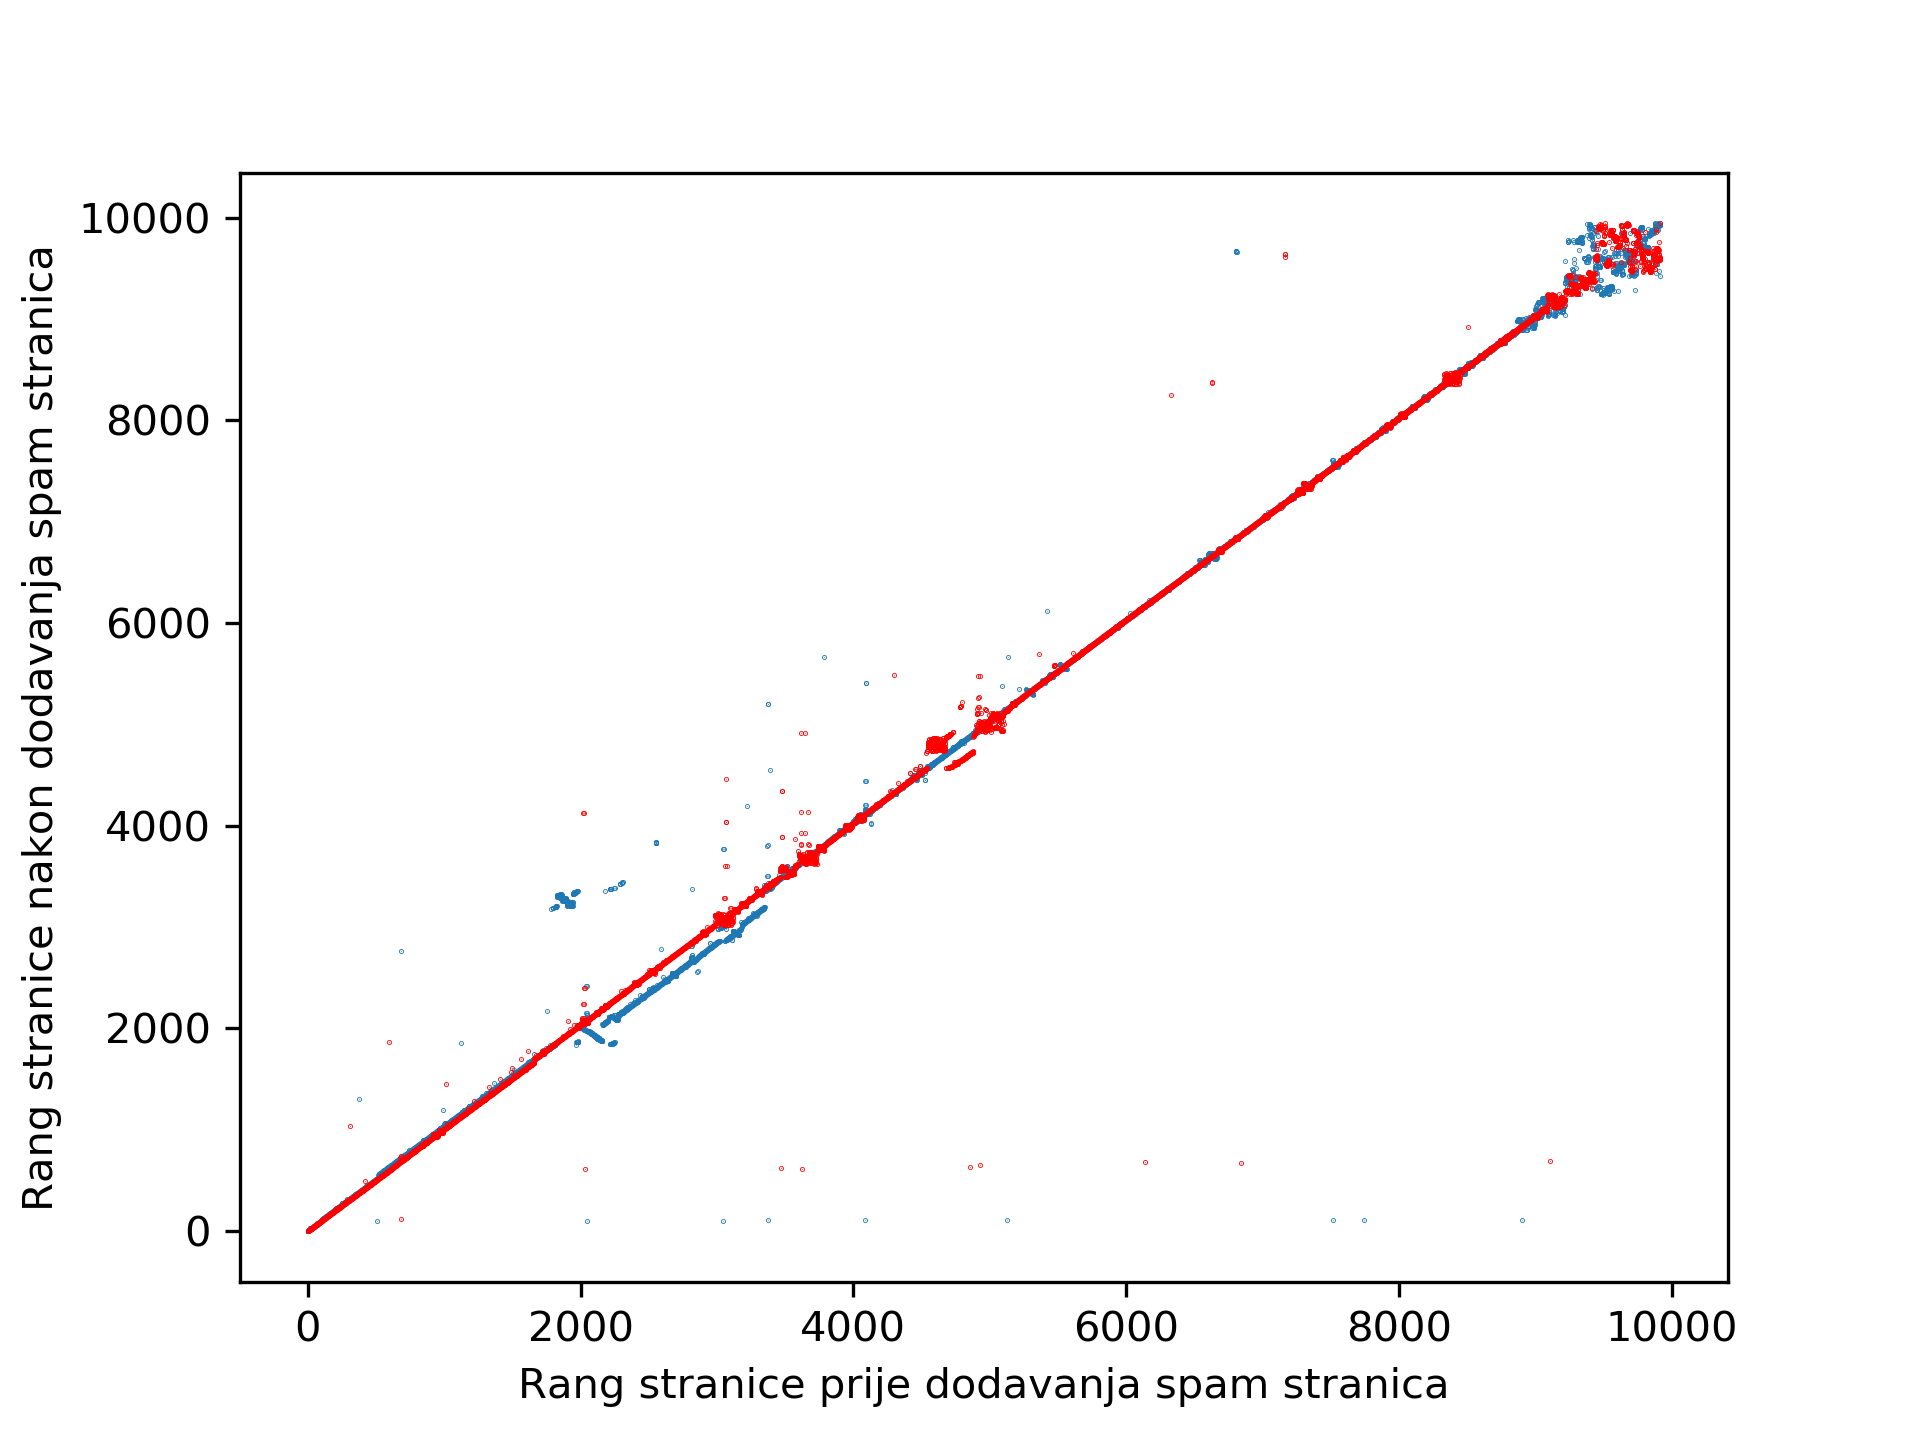 Rang stranice nakon dodavanja spam stranica
10000
8000
6000
4000
2000
0
0 2000 4000 6000 8000 10000
Rang stranice prije dodavanja spam stranica